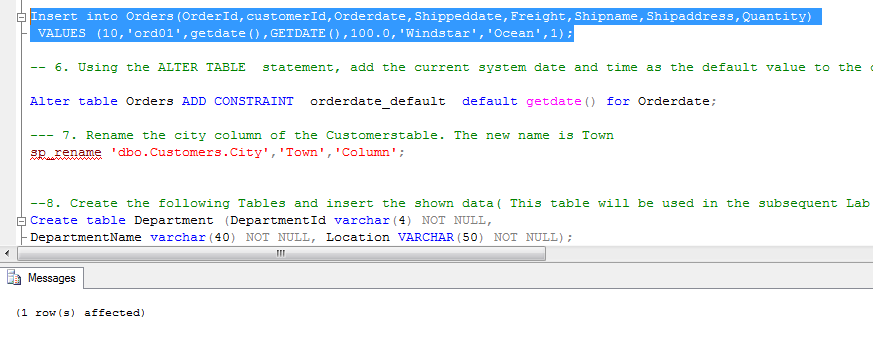 Insert into Orders(OrderId,customerId,Orderdate,Shippeddate,Freight,Shipname,Shipaddress,Quantity)
VALUES (10,'ord01',getdate(),GETDATE(),100.0,'Windstar','Ocean',1);
-- 6. Using the ALTER TABLE  statement, add the current system date and time as the default value to the
Alter table Orders ADD CONSTRAINT  orderdate_default  default getdate() for Orderdate;
--- 7. Rename the city column of the Customerstable. The new name is Town
sp_rename 'dbo.Customers.City','Town','Column';
--8. Create the following Tables and insert the shown data( This table will be used in the subsequent Lab
Create table Department (DepartmentId varchar(4) NOT NULL,
DepartmentName varchar(40) NOT NULL, Location VARCHAR(50) NOT NULL);
Messages
(1 row(s) affected)